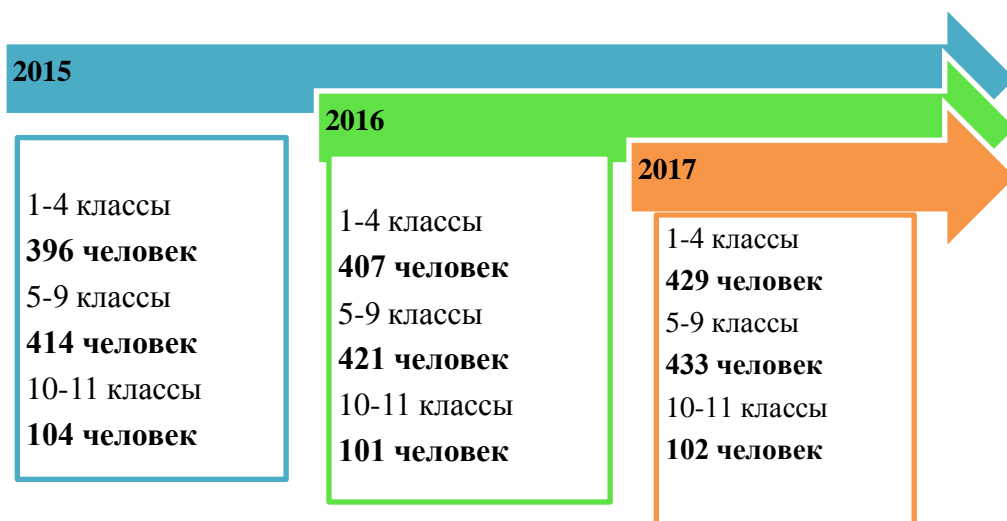 2015
1-4 классы
396 человек
5-9 классы
414 человек
10-11 классы
104 человек
2016
1-4 классы
407 человек
5-9 классы
421 человек
10-11 классы
101 человек
2017
1-4 классы
429 человек
5-9 классы
433 человек
10-11 классы
102 человек